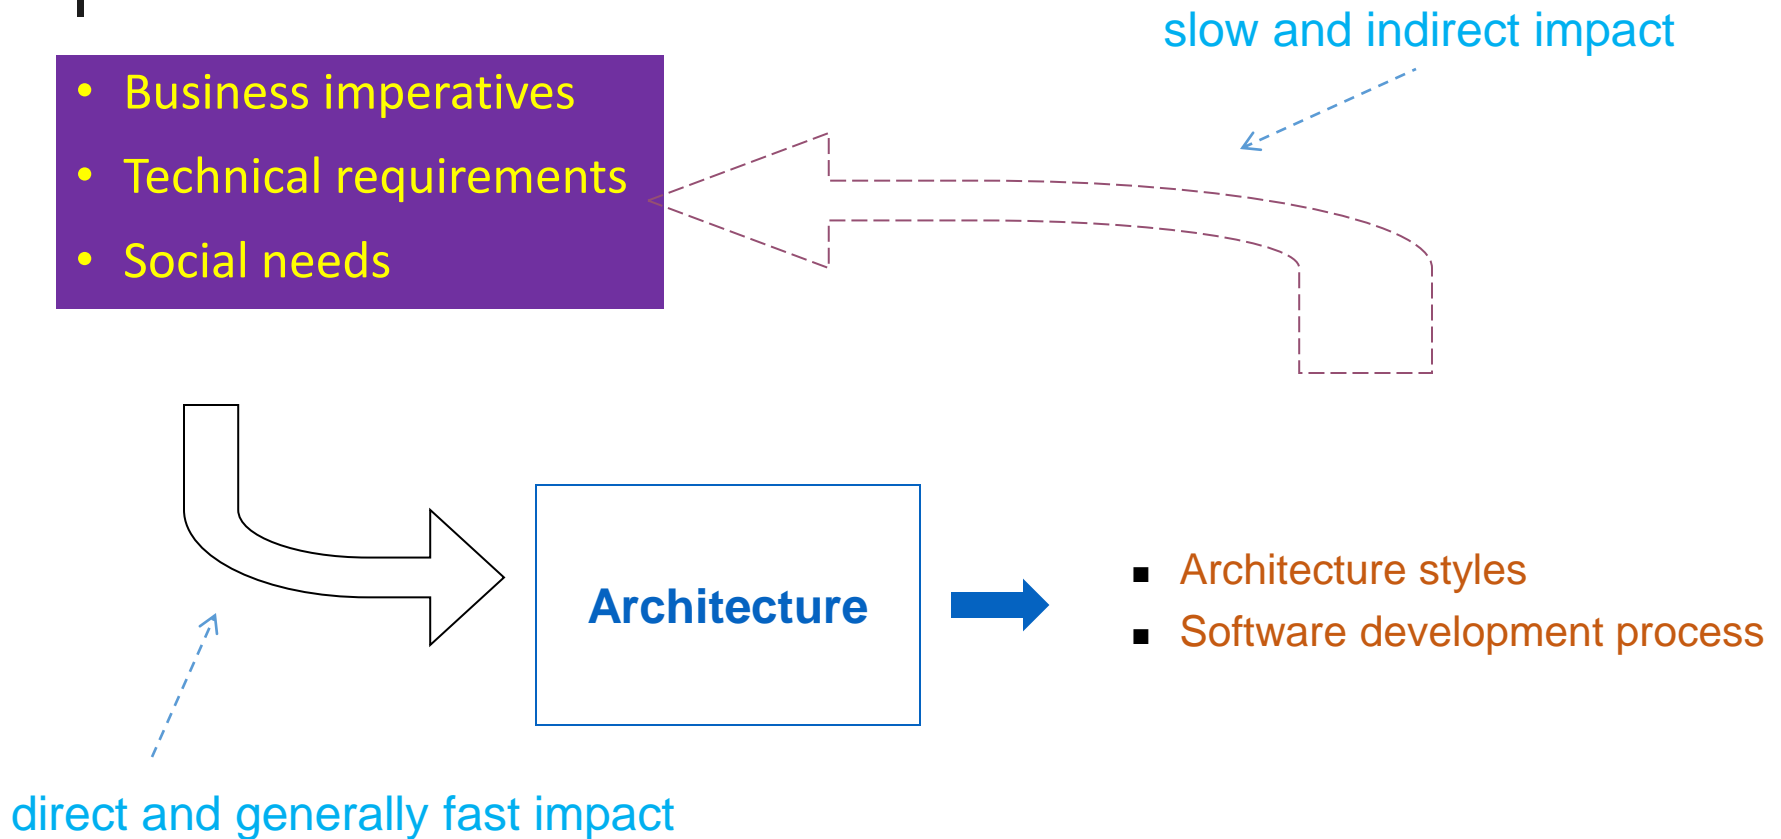 slow and indirect impact
• Business imperatives
• Technical requirements
• Social needs
Architecture
▪ Architecture styles
▪ Software development process
direct and generally fast impact